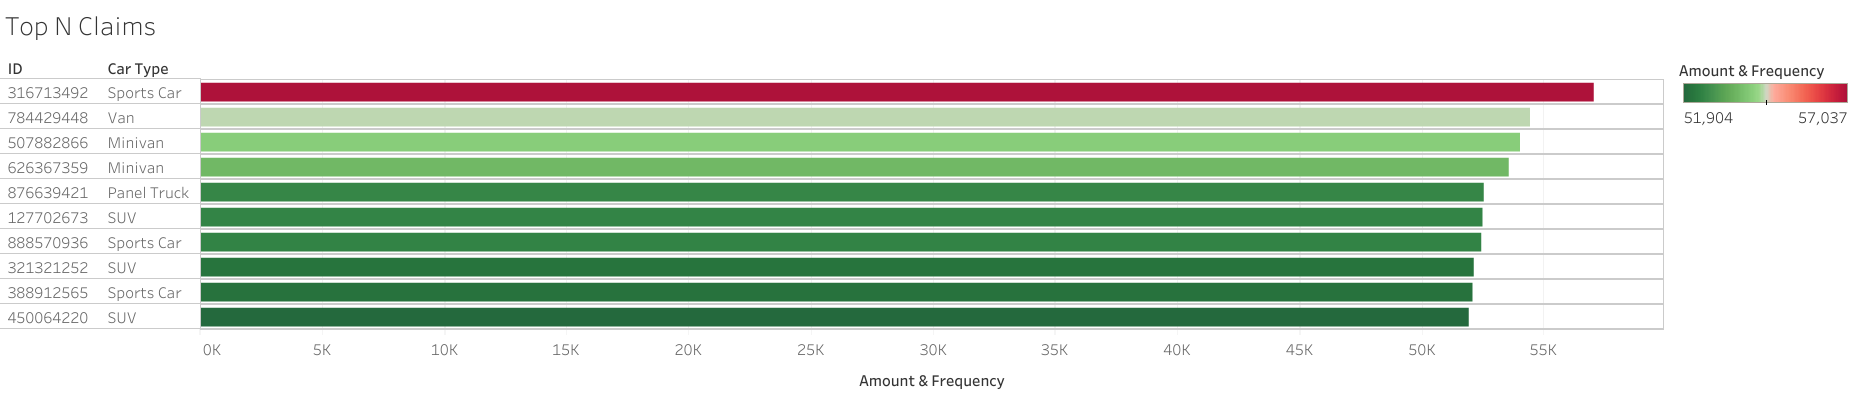 Top N Claims
ID Car Type
316713492 Sports Car
784429448 Van
507882866 Minivan
626367359 Minivan
876639421 Panel Truck
127702673 SUV
888570936 Sports Car
321321252 SUV
388912565 Sports Car
450064220 SUV
0K 5K 10K 15K 20K 25K 30K 35K 40K 45K 50K 55K
Amount & Frequency
Amount & Frequency
51,904 57,037